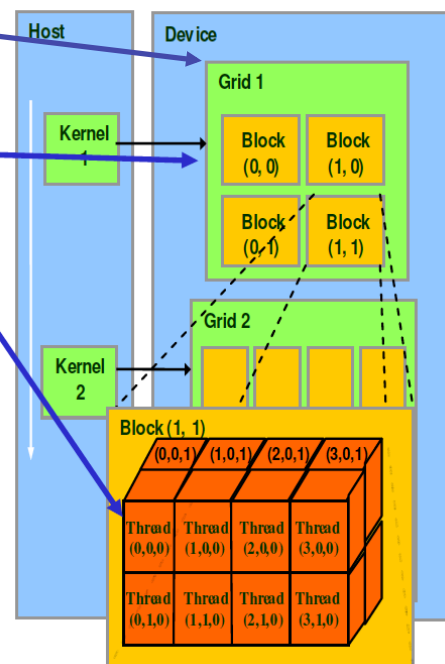 Host
Device
Grid 1
Kernel
1
Block
(0, 0)
Block
(1, 0)
Block
(0, 1)
Block
(1, 1)
Grid 2
Kernel
2
Block (1, 1)
(0,0,1) (1,0,1) (2,0,1) (3,0,1)
Thread
(0,0,0)
Thread
(1,0,0)
Thread
(2,0,0)
Thread
(3,0,0)
Thread
(0,1,0)
Thread
(1,1,0)
Thread
(2,1,0)
Thread
(3,1,0)